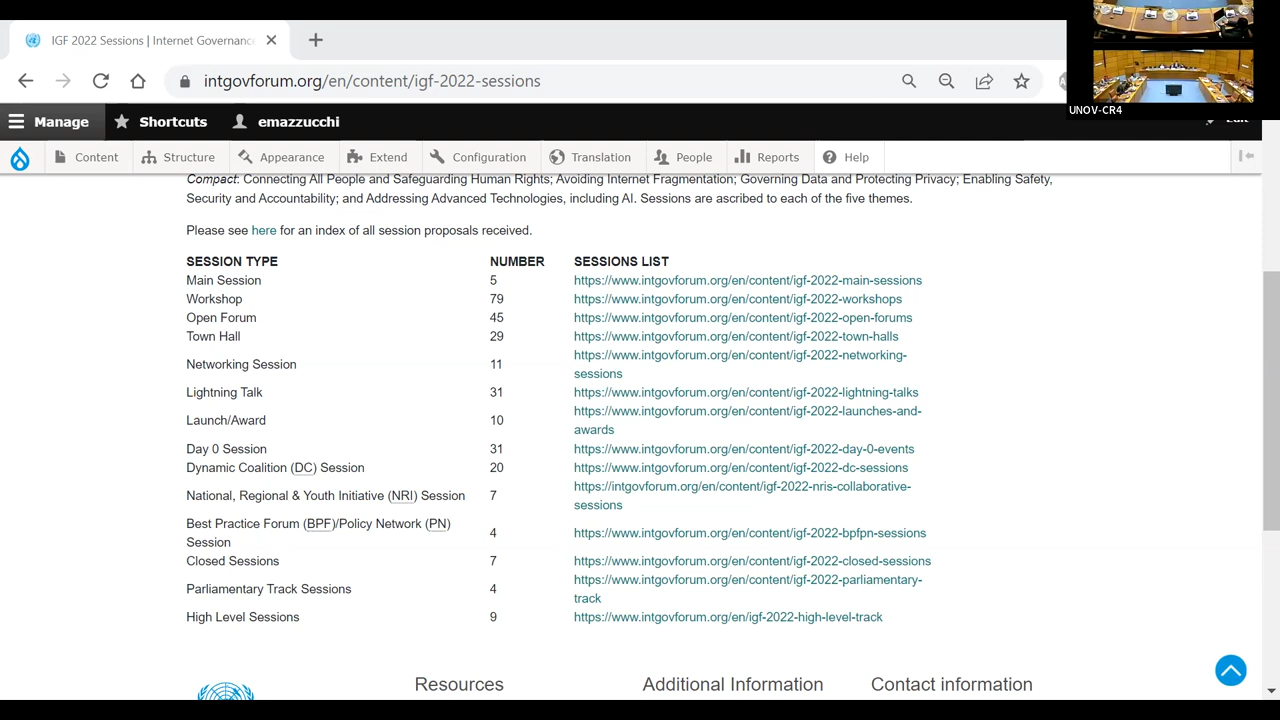 IGF 2022 Sessions | Internet Governance
intgovforum.org/en/content/igf-2022-sessions
UNOV-CR4
Manage Shortcuts emazzucchi Edit
Content Structure Appearance Extend Configuration Translation People Reports Help
Compact: Connecting All People and Safeguarding Human Rights; Avoiding Internet Fragmentation; Governing Data and Protecting Privacy; Enabling Safety,
Security and Accountability; and Addressing Advanced Technologies, including AI. Sessions are ascribed to each of the five themes.
Please see here for an index of all session proposals received.
SESSION TYPE NUMBER SESSIONS LIST
Main Session 5 https://www.intgovforum.org/en/content/igf-2022-main-sessions
Workshop 79 https://www.intgovforum.org/en/content/igf-2022-workshops
Open Forum 45 https://www.intgovforum.org/en/content/igf-2022-open-forums
Town Hall 29 https://www.intgovforum.org/en/content/igf-2022-town-halls
Networking Session 11 https://www.intgovforum.org/en/content/igf-2022-networking-
sessions
Lightning Talk 31 https://www.intgovforum.org/en/content/igf-2022-lightning-talks
Launch/Award 10 https://www.intgovforum.org/en/content/igf-2022-launches-and-
awards
Day 0 Session 31 https://www.intgovforum.org/en/content/igf-2022-day-0-events
Dynamic Coalition (DC) Session 20 https://www.intgovforum.org/en/content/igf-2022-dc-sessions
National, Regional & Youth Initiative (NRI) Session 7 https://intgovforum.org/en/content/igf-2022-nris-collaborative-
sessions
Best Practice Forum (BPF)/Policy Network (PN)
Session 4 https://www.intgovforum.org/en/content/igf-2022-bpfpn-sessions
Closed Sessions 7 https://www.intgovforum.org/en/content/igf-2022-closed-sessions
Parliamentary Track Sessions 4 https://www.intgovforum.org/en/content/igf-2022-parliamentary-
track
High Level Sessions 9 https://www.intgovforum.org/en/igf-2022-high-level-track
Resources Additional Information Contact information